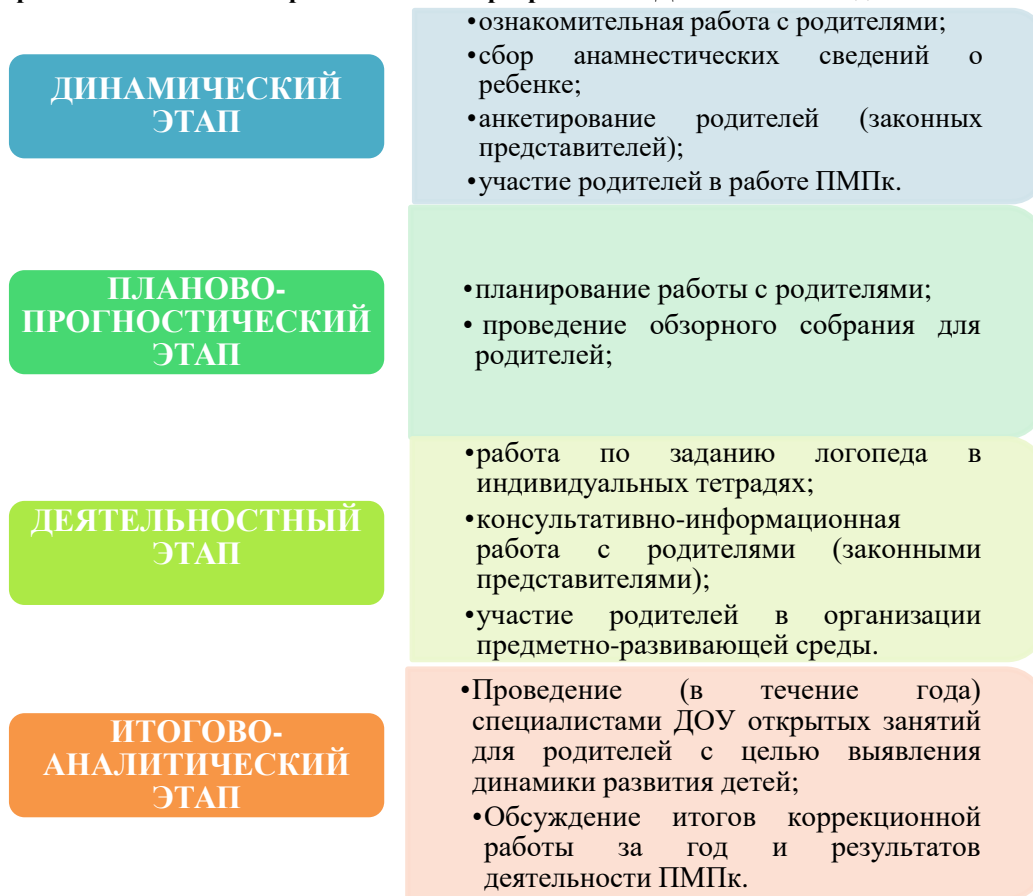 ДИНАМИЧЕСКИЙ
ЭТАП
•ознакомительная работа с родителями;
•сбор анамнестических сведений о
ребенке;
•анкетирование родителей (законных
представителей);
•участие родителей в работе ПМПк.
ПЛАНОВО-
ПРОГНОСТИЧЕСКИЙ
ЭТАП
•планирование работы с родителями;
• проведение обзорного собрания для
родителей;
ДЕЯТЕЛЬНОСТНЫЙ
ЭТАП
•работа по заданию логопеда в
индивидуальных тетрадях;
•консультативно-информационная
работа с родителями (законными
представителями);
•участие родителей в организации
предметно-развивающей среды.
ИТОГОВО-
АНАЛИТИЧЕСКИЙ
ЭТАП
•Проведение (в течение года)
специалистами ДОУ открытых занятий
для родителей с целью выявления
динамики развития детей;
•Обсуждение итогов коррекционной
работы за год и результатов
деятельности ПМПк.